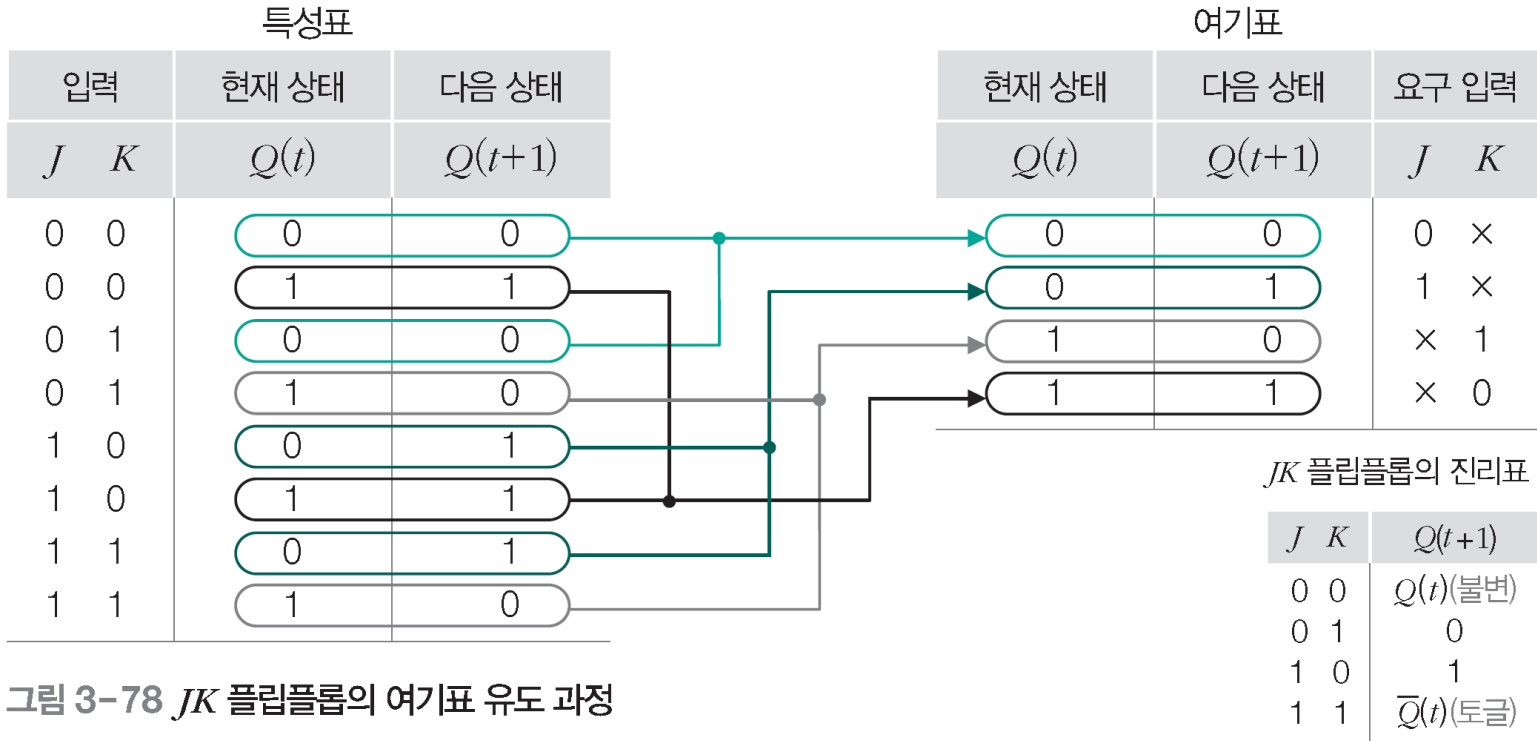 특성표
입력 현재 상태 다음 상태
J K Q(t) Q(t+1)
0 0 0 0
0 0 1 1
0 1 0 0
0 1 1 0
1 0 0 1
1 0 1 1
1 1 0 1
1 1 1 0
여기표
현재 상태 다음 상태 요구 입력
Q(t) Q(t+1) J K
0 0 0 ×
0 1 1 ×
1 0 × 1
1 1 × 0
JK 플립플롭의 진리표
J K Q(t+1)
0 0 Q(t)(불변)
0 1 0
1 0 1
1 1 Q̅(t)(토글)
그림 3-78 JK 플립플롭의 여기표 유도 과정